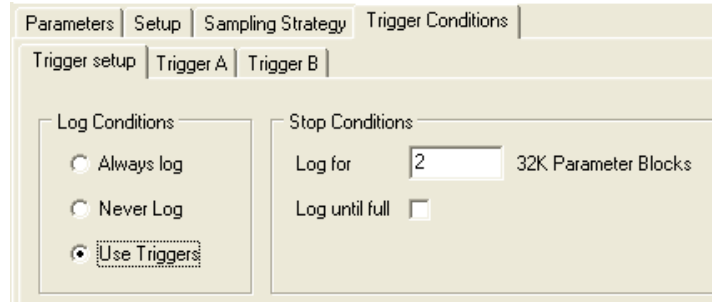 Parameters Setup Sampling Strategy Trigger Conditions
Trigger setup Trigger A Trigger B
Log Conditions
Always log
Never Log
Use Triggers
Stop Conditions
Log for 2 32K Parameter Blocks
Log until full